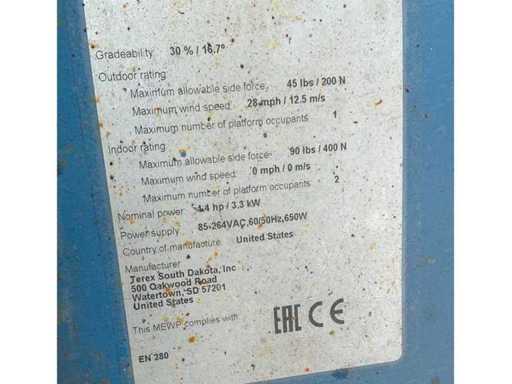 Gradeability 30 % / 16.7°
Outdoor rating
Maximum allowable side force 45 lbs / 200 N
Maximum wind speed 28 mph / 12.5 m/s
Maximum number of platform occupants 1
Indoor rating
Maximum allowable side force 90 lbs / 400 N
Maximum wind speed 0 mph / 0 m/s
Maximum number of platform occupants 2
Nominal power 4.4 hp / 3.3 kW
Power supply 85-264VAC,60/50Hz,650W
Country of manufacture United States
Manufacturer
Terex South Dakota, Inc
500 Oakwood Road
Watertown, SD 57201
United States
This MEWP complies with EAC CE
EN 280